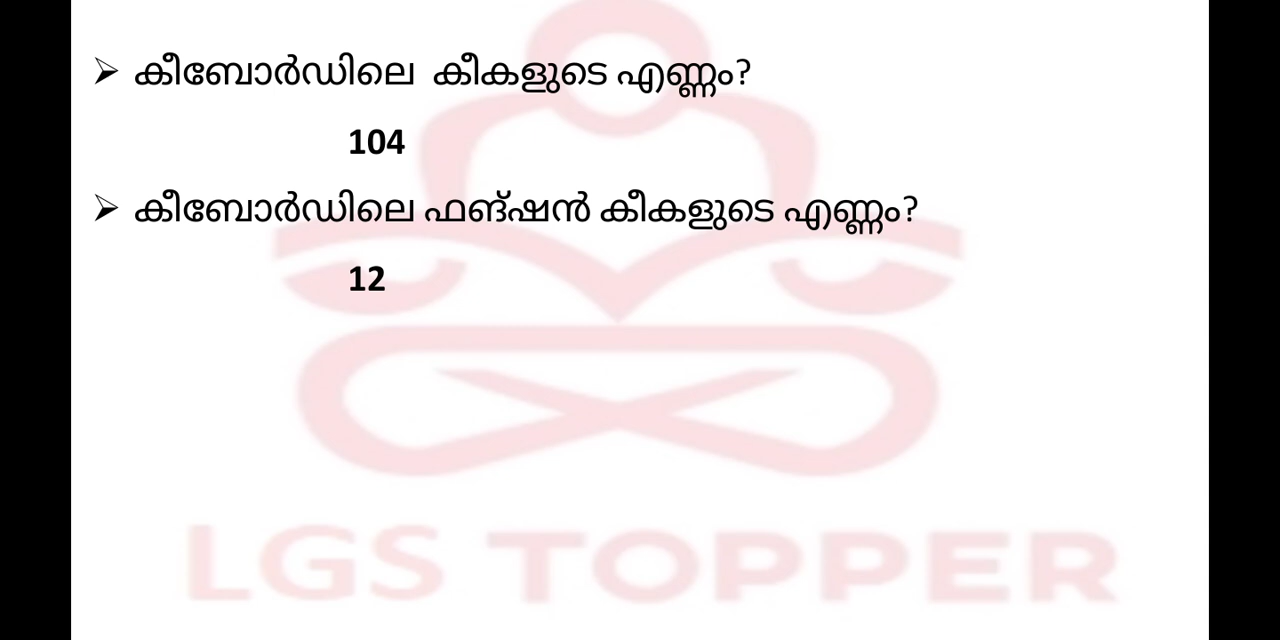 ➢ കീബോർഡിലെ കീകളുടെ എണ്ണം?
104
➢ കീബോർഡിലെ ഫങ്ഷൻ കീകളുടെ എണ്ണം?
12
LGS TOPPER